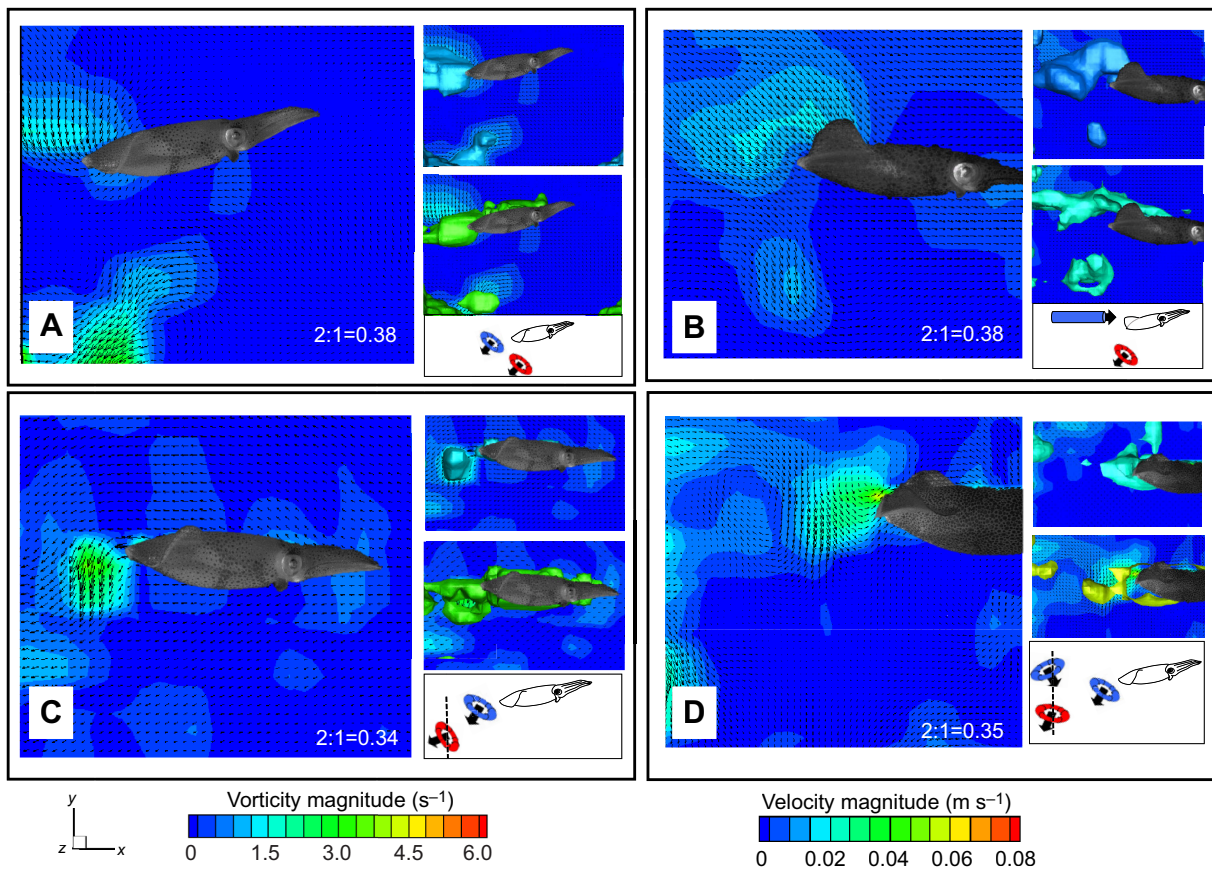 A
2:1=0.38
B
2:1=0.38
C
2:1=0.34
D
2:1=0.35
y
z
x
Vorticity magnitude (s⁻¹)
0 1.5 3.0 4.5 6.0
Velocity magnitude (m s⁻¹)
0 0.02 0.04 0.06 0.08